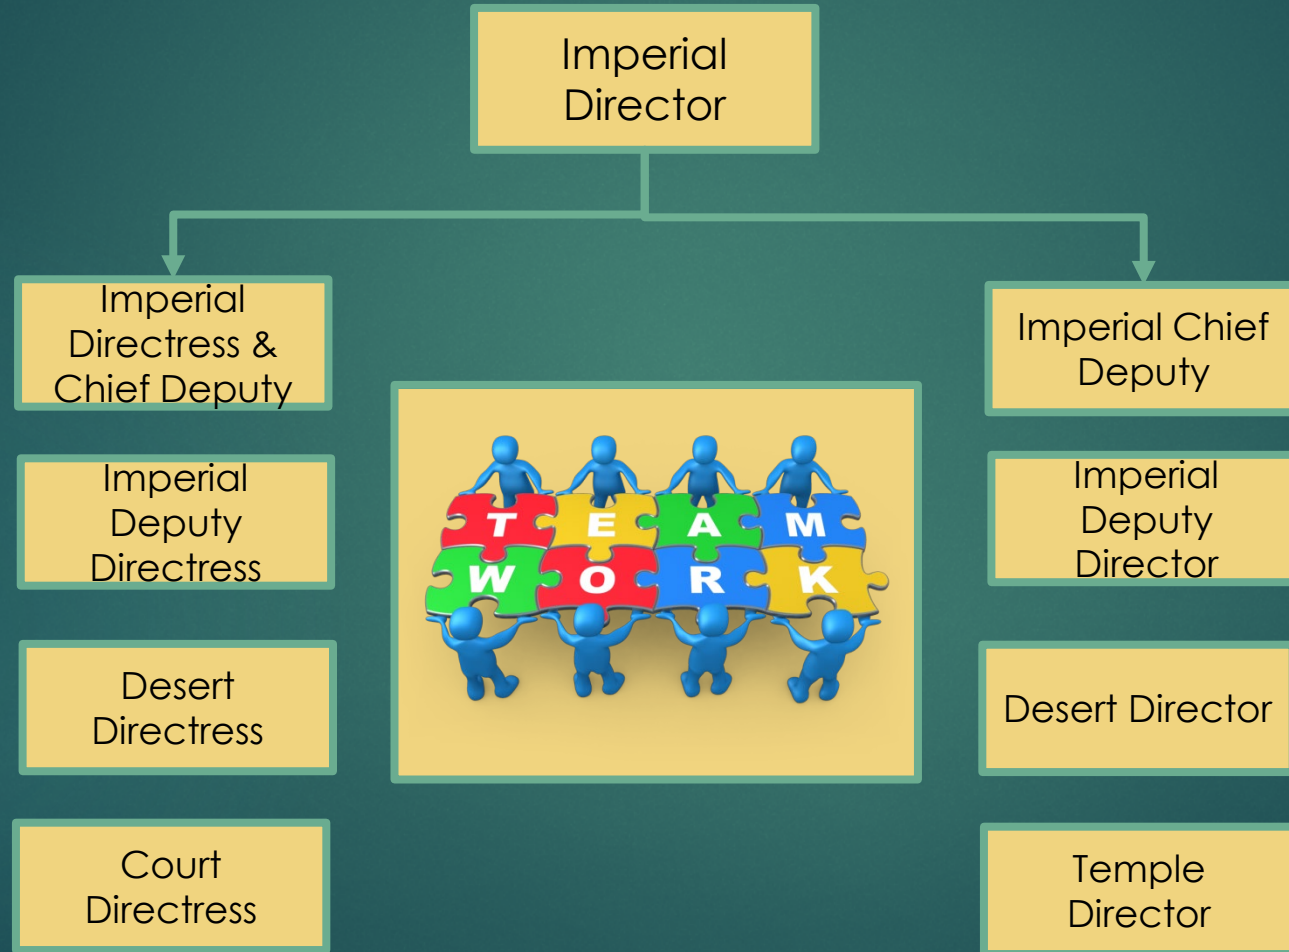 Imperial
Director
Imperial
Directress &
Chief Deputy
Imperial Chief
Deputy
Imperial
Deputy
Directress
Imperial
Deputy
Director
T E A M
W O R K
Desert
Directress
Desert Director
Court
Directress
Temple
Director